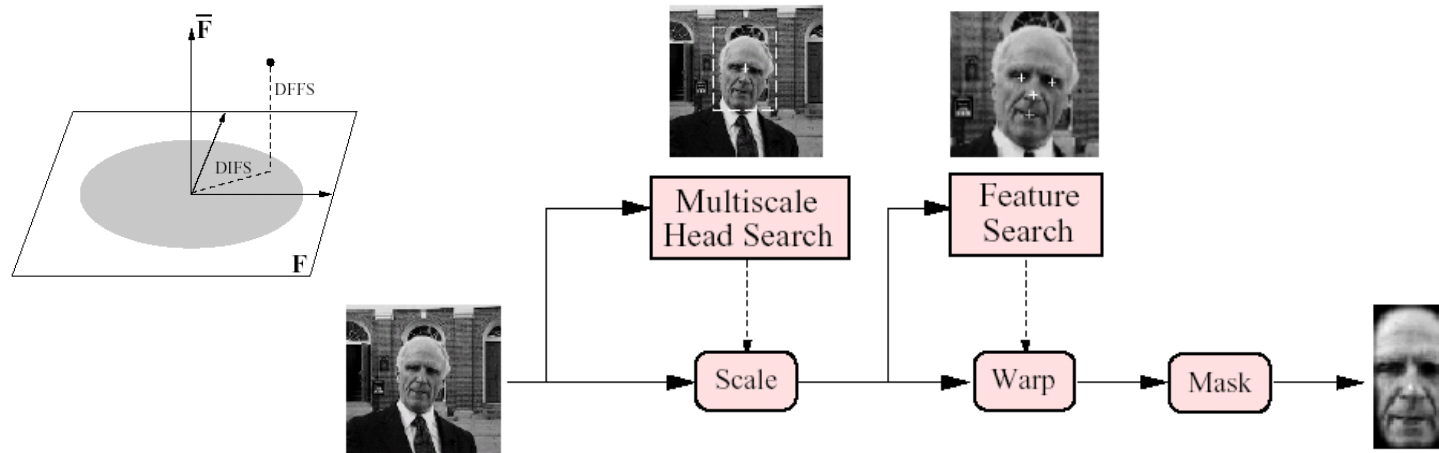 F̅
DFFS
DIFS
F
Multiscale
Head Search
Feature
Search
Scale
Warp
Mask